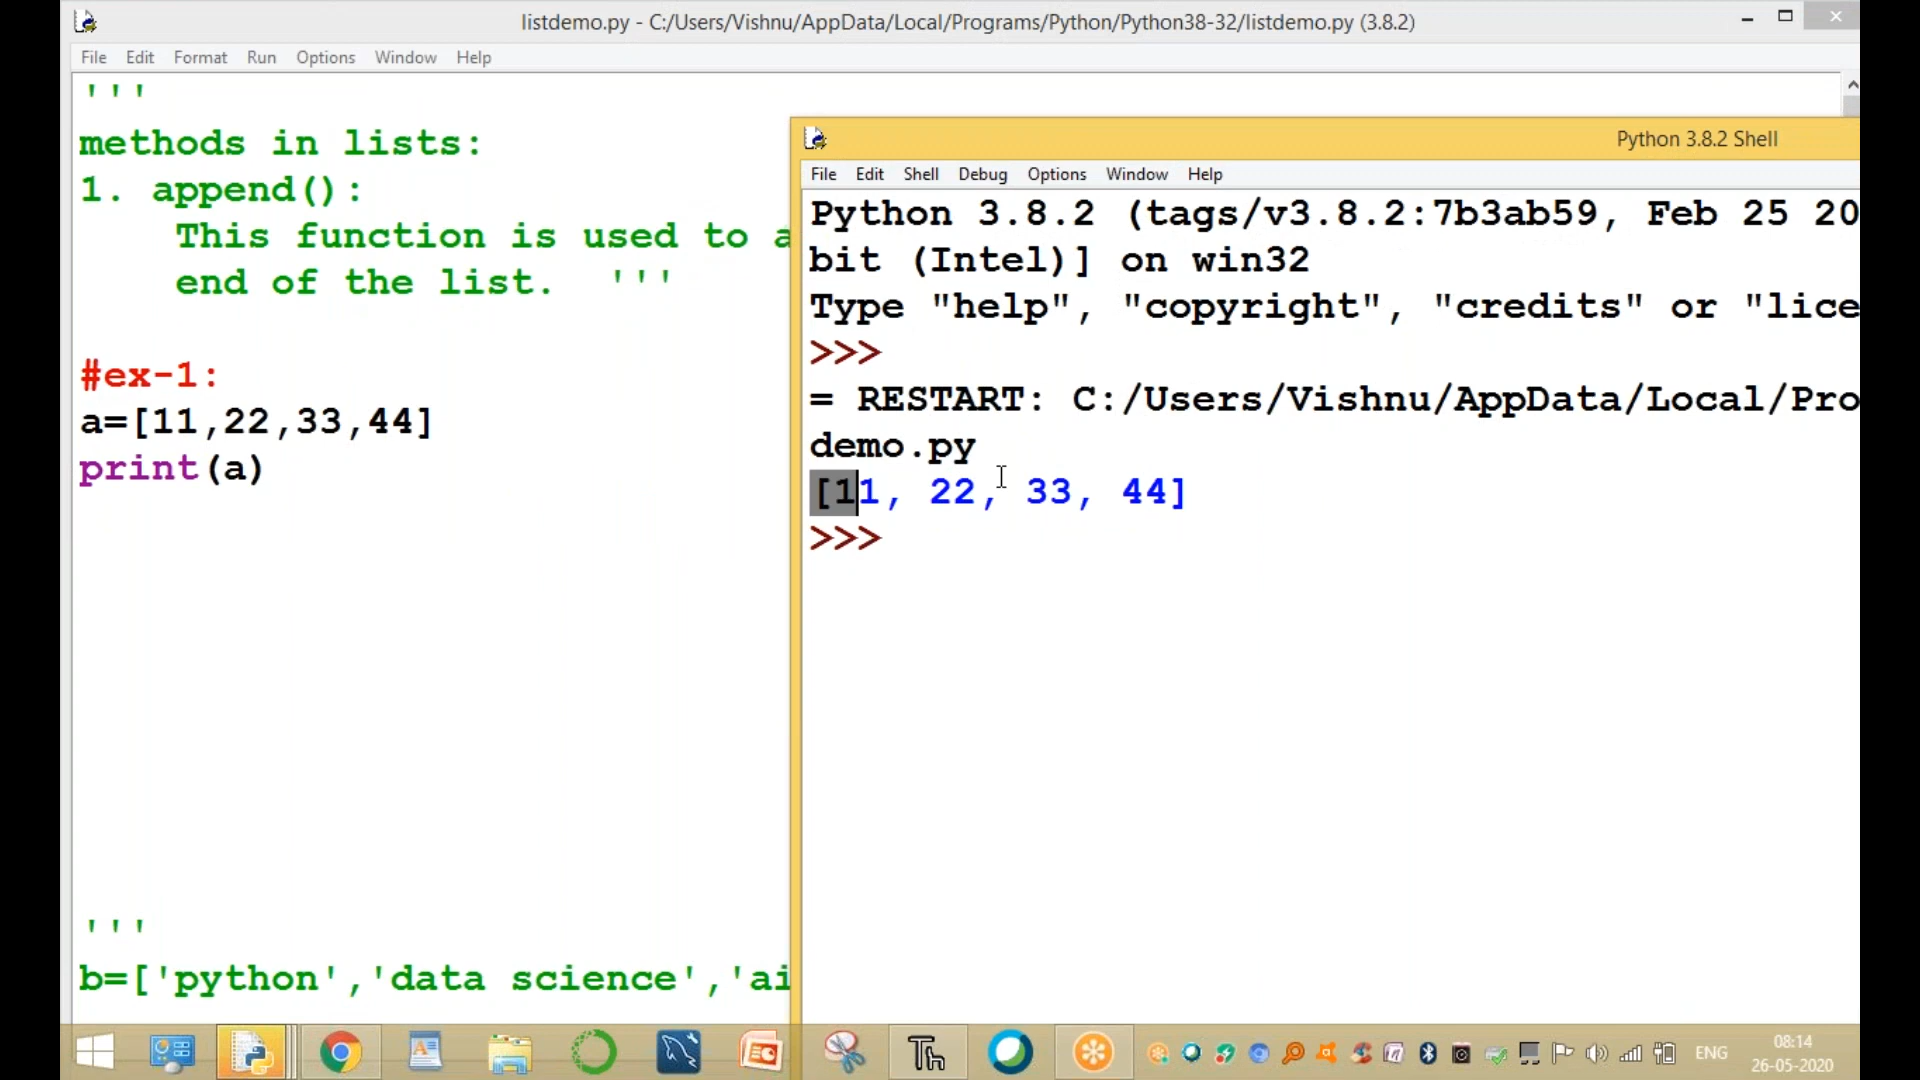 listdemo.py - C:/Users/Vishnu/AppData/Local/Programs/Python/Python38-32/listdemo.py (3.8.2)
File Edit Format Run Options Window Help
'''
methods in lists:
1. append():
This function is used to a
end of the list. '''
#ex-1:
a=[11,22,33,44]
print(a)
'''
b=['python','data science','ai
Python 3.8.2 Shell
File Edit Shell Debug Options Window Help
Python 3.8.2 (tags/v3.8.2:7b3ab59, Feb 25 20
bit (Intel)] on win32
Type "help", "copyright", "credits" or "lice
>>>
= RESTART: C:/Users/Vishnu/AppData/Local/Pro
demo.py
[11, 22, 33, 44]
>>>
Th
ENG
08:14
26-05-2020